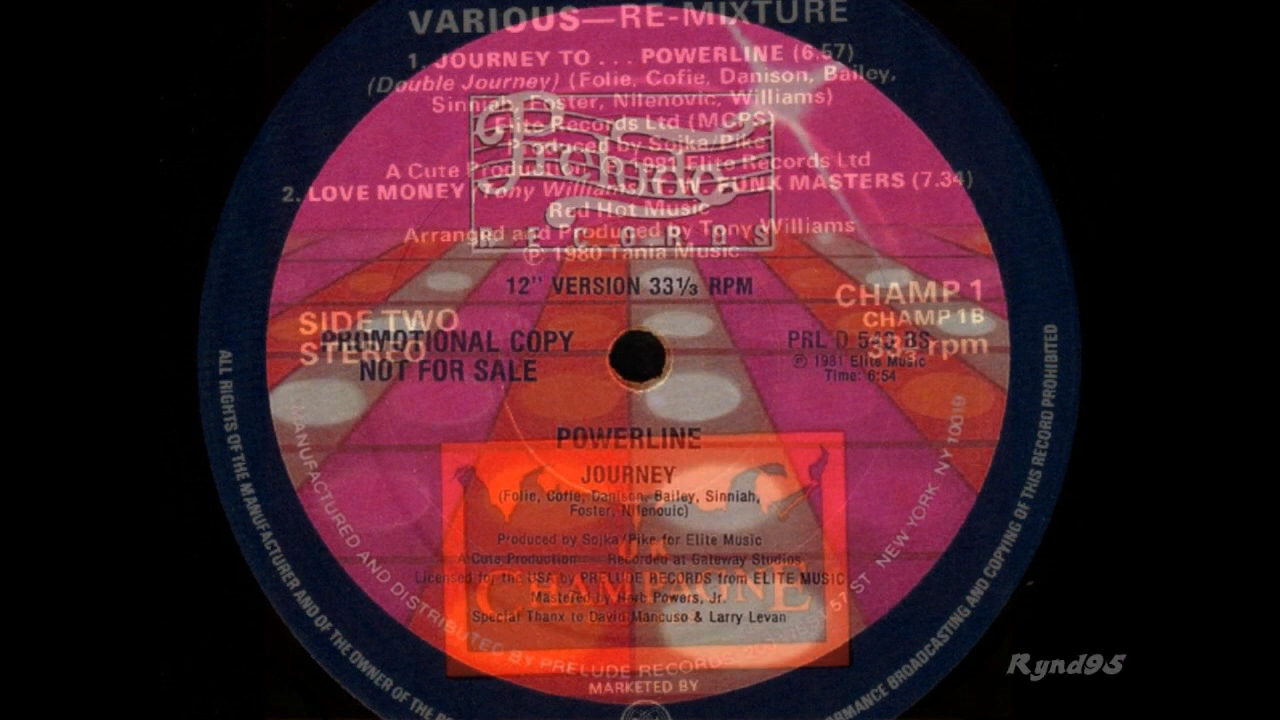 VARIOUS—RE-MIXTURE
1. JOURNEY TO . . . POWERLINE (6.57)
(Double Journey) (Folie, Cofie, Danison, Bailey,
Sinniah, Foster, Nilenovic, Williams)
Elite Records Ltd (MCPS)
Produced by Sojka/Pike
A Cute Production 1981 Elite Records Ltd
2. LOVE MONEY (Tony Williams) T.W. FUNK MASTERS (7.34)
Red Hot Music
Arranged and Produced by Tony Williams
℗ 1980 Tania Music
Prelude
RECORDS
12" VERSION 33⅓ RPM
SIDE TWO
STEREO
CHAMP 1
CHAMP 1B
33⅓ rpm
PROMOTIONAL COPY
NOT FOR SALE
PRL D 543 BS
℗ 1981 Elite Music
Time: 6:54
POWERLINE
JOURNEY
(Folie, Cofie, Danison, Bailey, Sinniah,
Foster, Nilenouic)
Produced by Sojka/Pike for Elite Music
A Cute Production — Recorded at Gateway Studios
Licensed for the USA by PRELUDE RECORDS from ELITE MUSIC
Mastered by Herb Powers, Jr.
Special Thanx to David Mancuso & Larry Levan
CHAMPAGNE
MANUFACTURED AND DISTRIBUTED BY PRELUDE RECORDS 57 ST NEW YORK, NY 10019
MARKETED BY
ALL RIGHTS OF THE MANUFACTURER AND OF THE OWNER OF THE
BROADCASTING AND COPYING OF THIS RECORD PROHIBITED
Rynd95